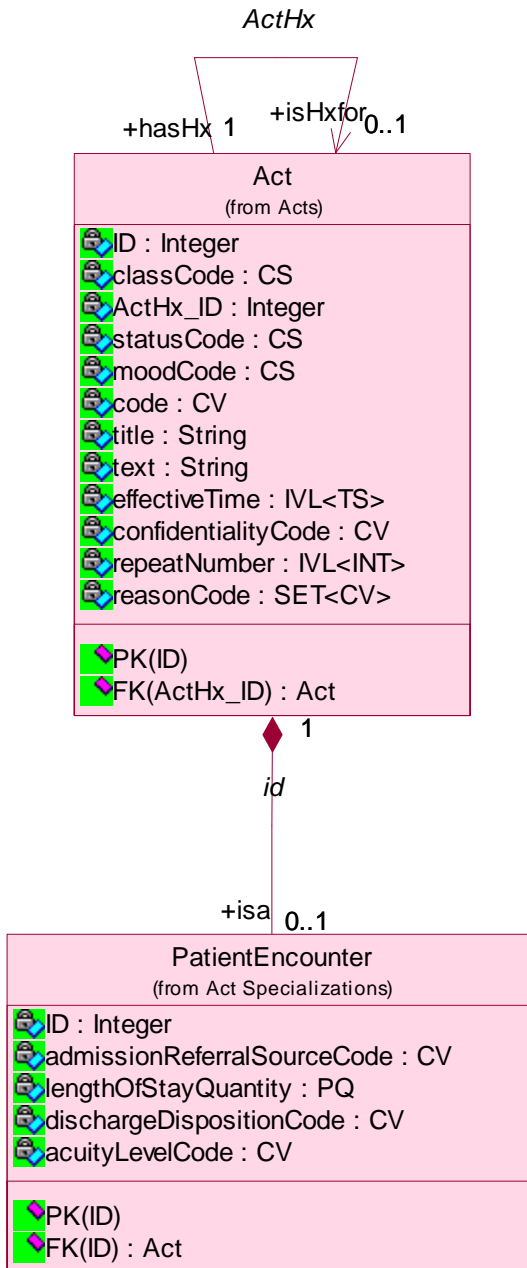 ActHx
+hasHx 1 +isHxfor 0..1
Act
(from Acts)
ID : Integer
classCode : CS
ActHx_ID : Integer
statusCode : CS
moodCode : CS
code : CV
title : String
text : String
effectiveTime : IVL<TS>
confidentialityCode : CV
repeatNumber : IVL<INT>
reasonCode : SET<CV>
PK(ID)
FK(ActHx_ID) : Act
1
id
+isa 0..1
PatientEncounter
(from Act Specializations)
ID : Integer
admissionReferralSourceCode : CV
lengthOfStayQuantity : PQ
dischargeDispositionCode : CV
acuityLevelCode : CV
PK(ID)
FK(ID) : Act